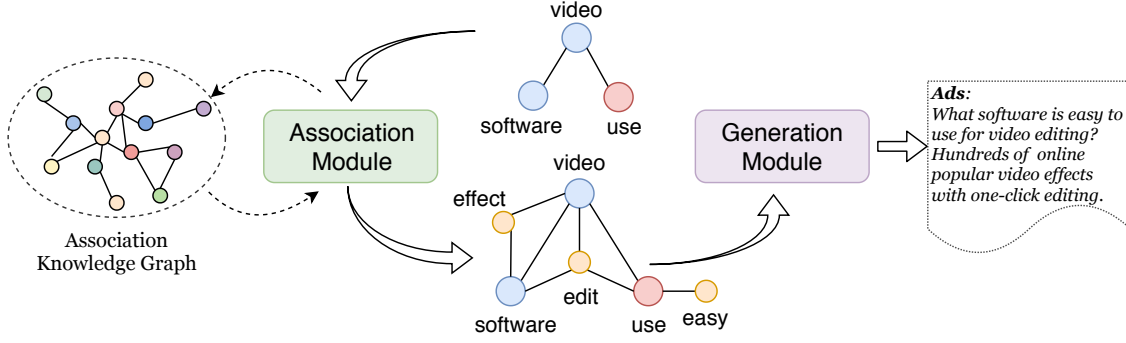 video
software
use
Association
Module
Association
Knowledge Graph
video
effect
edit
software
use
easy
Generation
Module
Ads:
What software is easy to
use for video editing?
Hundreds of online
popular video effects
with one-click editing.